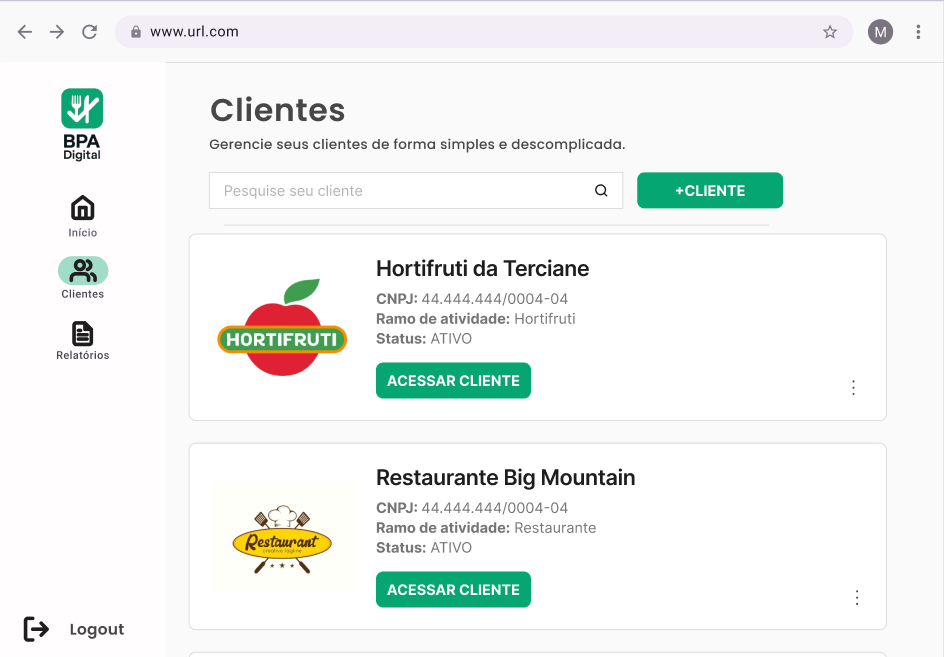 www.url.com
M
BPA
Digital
Início
Clientes
Relatórios
Logout
Clientes
Gerencie seus clientes de forma simples e descomplicada.
Pesquise seu cliente
+CLIENTE
HORTIFRUTI
Hortifruti da Terciane
CNPJ: 44.444.444/0004-04
Ramo de atividade: Hortifruti
Status: ATIVO
ACESSAR CLIENTE
Restaurant
creative tagline
Restaurante Big Mountain
CNPJ: 44.444.444/0004-04
Ramo de atividade: Restaurante
Status: ATIVO
ACESSAR CLIENTE